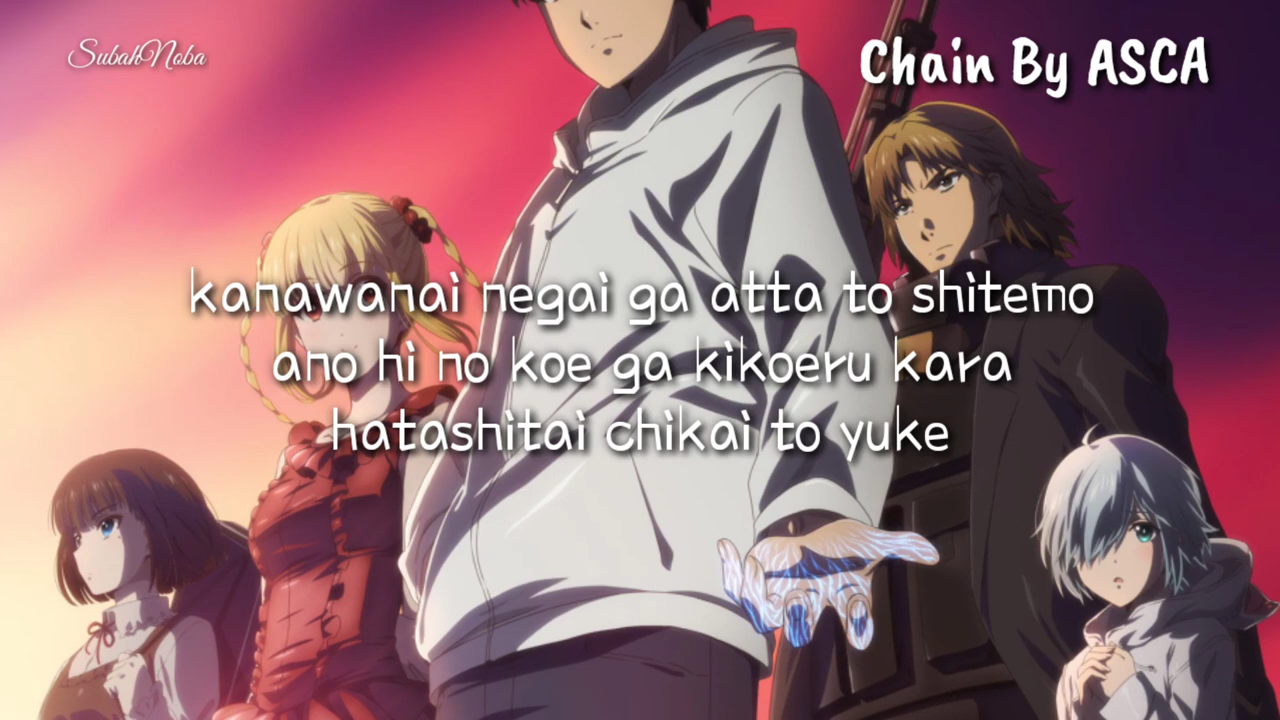 SubahNoba
Chain By ASCA
kanawanai negai ga atta to shitemo
ano hi no koe ga kikoeru kara
hatashitai chikai to yuke